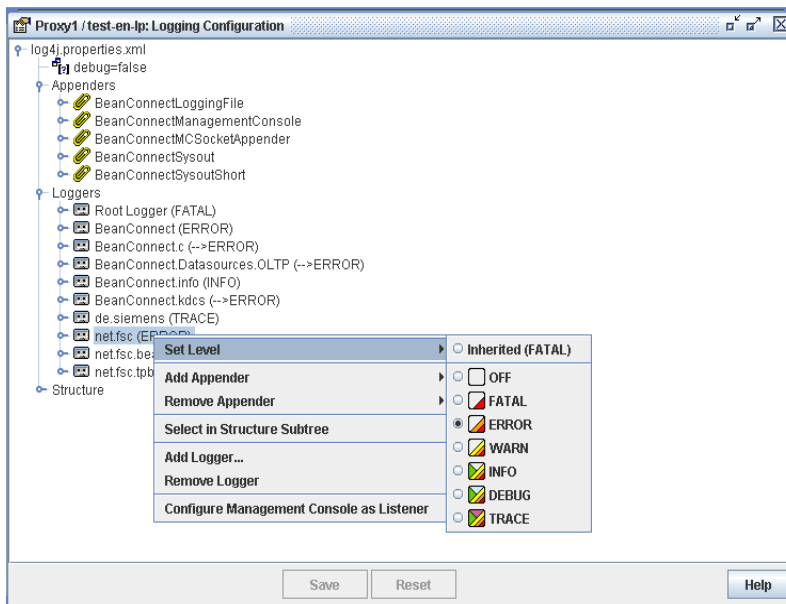 Proxy1 / test-en-lp: Logging Configuration
log4j.properties.xml
debug=false
Appenders
BeanConnectLoggingFile
BeanConnectManagementConsole
BeanConnectMCSocketAppender
BeanConnectSysout
BeanConnectSysoutShort
Loggers
Root Logger (FATAL)
BeanConnect (ERROR)
BeanConnect.c (-->ERROR)
BeanConnect.Datasources.OLTP (-->ERROR)
BeanConnect.info (INFO)
BeanConnect.kdcs (-->ERROR)
de.siemens (TRACE)
net.fsc (ERROR)
net.fsc.bea
net.fsc.tpb
Structure
Set Level
Add Appender
Remove Appender
Select in Structure Subtree
Add Logger...
Remove Logger
Configure Management Console as Listener
Inherited (FATAL)
OFF
FATAL
ERROR
WARN
INFO
DEBUG
TRACE
Save
Reset
Help